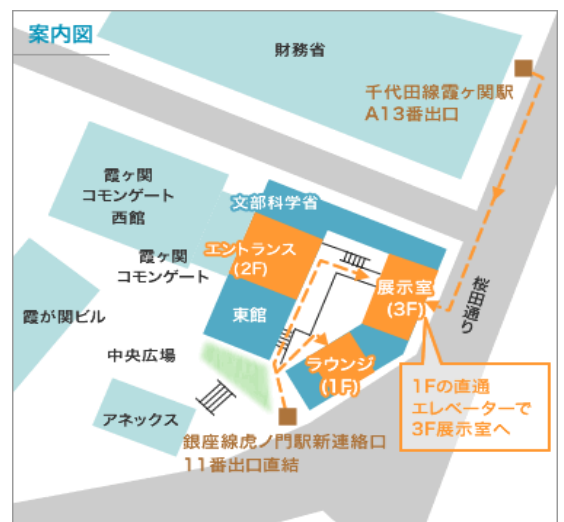 案内図
財務省
千代田線霞ヶ関駅
A13番出口
霞ヶ関
コモンゲート
西館
文部科学省
エントランス
(2F)
霞ヶ関
コモンゲート
展示室
(3F)
桜田通り
東館
霞が関ビル
中央広場
ラウンジ
(1F)
1Fの直通
エレベーターで
3F展示室へ
アネックス
銀座線虎ノ門駅新連絡口
11番出口直結